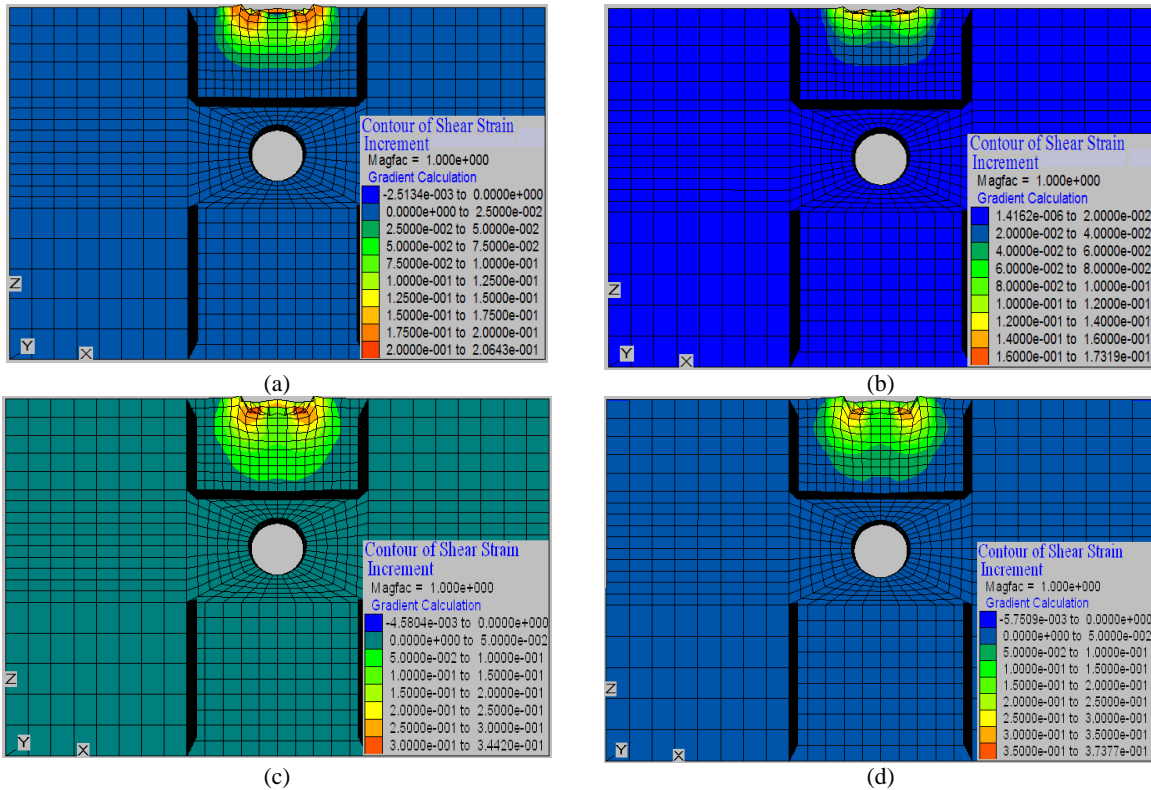 Contour of Shear Strain
Increment
Magfac = 1.000e+000
Gradient Calculation
-2.5134e-003 to 0.0000e+000
0.0000e+000 to 2.5000e-002
2.5000e-002 to 5.0000e-002
5.0000e-002 to 7.5000e-002
7.5000e-002 to 1.0000e-001
1.0000e-001 to 1.2500e-001
1.2500e-001 to 1.5000e-001
1.5000e-001 to 1.7500e-001
1.7500e-001 to 2.0000e-001
2.0000e-001 to 2.0643e-001
Z
Y
X
(a)
Contour of Shear Strain
Increment
Magfac = 1.000e+000
Gradient Calculation
1.4162e-006 to 2.0000e-002
2.0000e-002 to 4.0000e-002
4.0000e-002 to 6.0000e-002
6.0000e-002 to 8.0000e-002
8.0000e-002 to 1.0000e-001
1.0000e-001 to 1.2000e-001
1.2000e-001 to 1.4000e-001
1.4000e-001 to 1.6000e-001
1.6000e-001 to 1.7319e-001
Z
Y
X
(b)
Contour of Shear Strain
Increment
Magfac = 1.000e+000
Gradient Calculation
-4.5804e-003 to 0.0000e+000
0.0000e+000 to 5.0000e-002
5.0000e-002 to 1.0000e-001
1.0000e-001 to 1.5000e-001
1.5000e-001 to 2.0000e-001
2.0000e-001 to 2.5000e-001
2.5000e-001 to 3.0000e-001
3.0000e-001 to 3.4420e-001
Z
Y
X
(c)
Contour of Shear Strain
Increment
Magfac = 1.000e+000
Gradient Calculation
-5.7509e-003 to 0.0000e+000
0.0000e+000 to 5.0000e-002
5.0000e-002 to 1.0000e-001
1.0000e-001 to 1.5000e-001
1.5000e-001 to 2.0000e-001
2.0000e-001 to 2.5000e-001
2.5000e-001 to 3.0000e-001
3.0000e-001 to 3.5000e-001
3.5000e-001 to 3.7377e-001
Z
Y
X
(d)